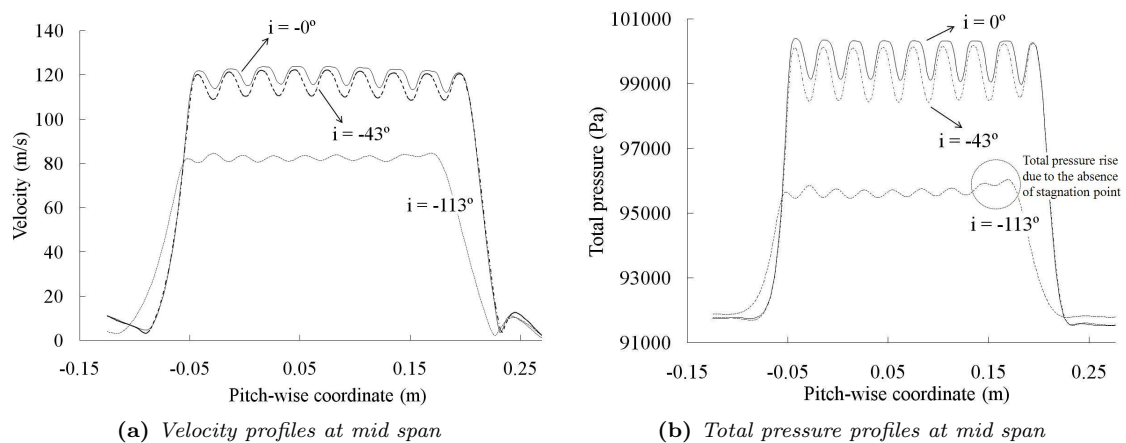 140
120
100
80
60
40
20
0
-0.15
-0.05
0.05
0.15
0.25
Velocity (m/s)
Pitch-wise coordinate (m)
i = -0º
i = -43º
i = -113º
(a) Velocity profiles at mid span
101000
99000
97000
95000
93000
91000
-0.15
-0.05
0.05
0.15
0.25
Total pressure (Pa)
Pitch-wise coordinate (m)
i = 0º
i = -43º
Total pressure rise
due to the absence
of stagnation point
i = -113º
(b) Total pressure profiles at mid span